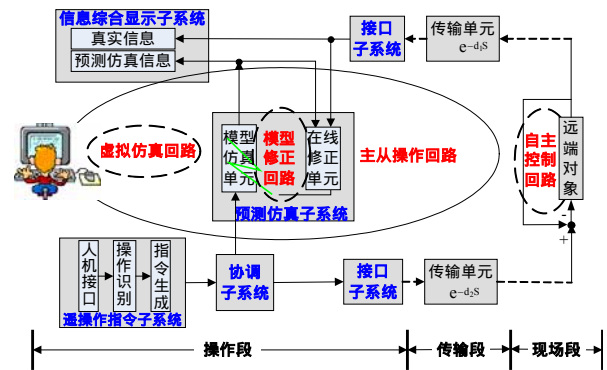 信息综合显示子系统
真实信息
预测仿真信息
接口
子系统
传输单元
e-d1S
虚拟仿真回路
模型
仿真
单元
模型
修正
回路
在线
修正
单元
预测仿真子系统
主从操作回路
自主
控制
回路
远端对象
-
+
人机接口
操作识别
指令生成
遥操作指令子系统
协调
子系统
接口
子系统
传输单元
e-d2S
操作段
传输段
现场段